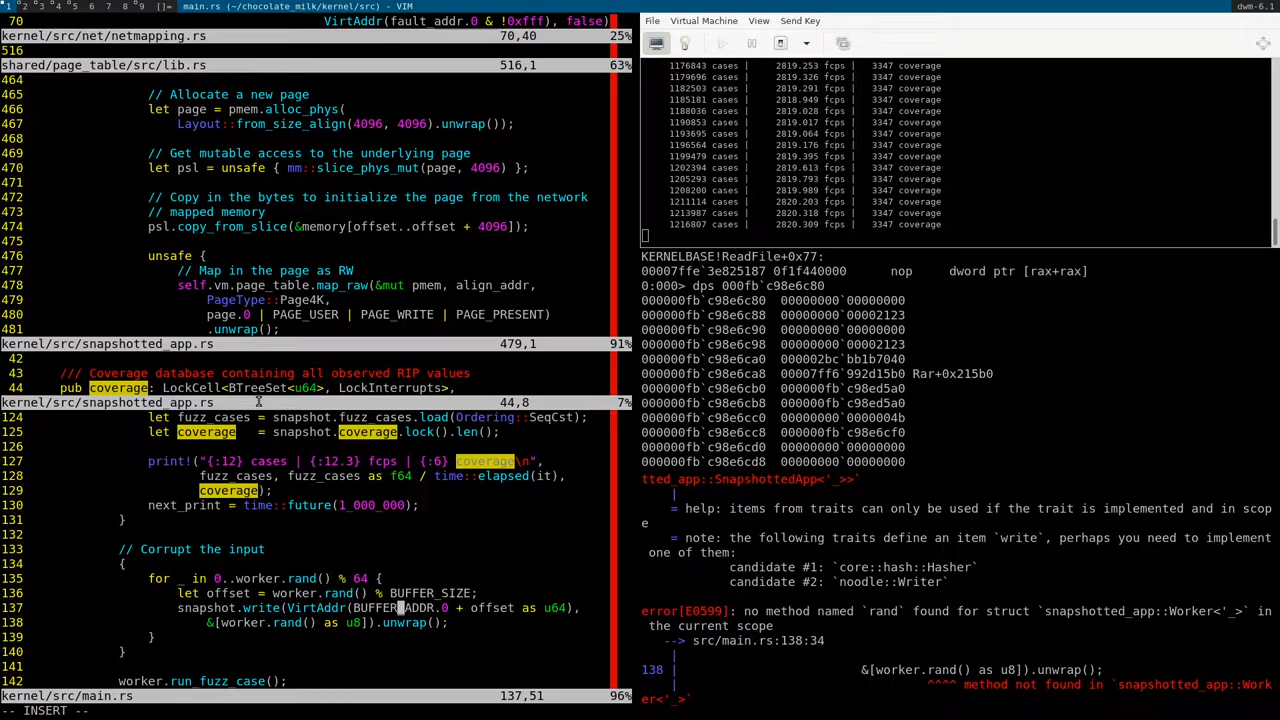 1 2 3 4 5 6 7 8 9 []= main.rs (~/chocolate_milk/kernel/src) - VIM
dwm-6.1
70 VirtAddr(fault_addr.0 & !0xfff), false)
kernel/src/net/netmapping.rs 70,40 25%
516
shared/page_table/src/lib.rs 516,1 63%
464
465 // Allocate a new page
466 let page = pmem.alloc_phys(
467 Layout::from_size_align(4096, 4096).unwrap());
468
469 // Get mutable access to the underlying page
470 let psl = unsafe { mm::slice_phys_mut(page, 4096) };
471
472 // Copy in the bytes to initialize the page from the network
473 // mapped memory
474 psl.copy_from_slice(&memory[offset..offset + 4096]);
475
476 unsafe {
477 // Map in the page as RW
478 self.vm.page_table.map_raw(&mut pmem, align_addr,
479 PageType::Page4K,
480 page.0 | PAGE_USER | PAGE_WRITE | PAGE_PRESENT)
481 .unwrap();
kernel/src/snapshotted_app.rs 479,1 91%
42
43 /// Coverage database containing all observed RIP values
44 pub coverage: LockCell<BTreeSet<u64>, LockInterrupts>,
kernel/src/snapshotted_app.rs 44,8 7%
124 let fuzz_cases = snapshot.fuzz_cases.load(Ordering::SeqCst);
125 let coverage = snapshot.coverage.lock().len();
126
127 print!("{:12} cases | {:12.3} fcps | {:6} coverage\n",
128 fuzz_cases, fuzz_cases as f64 / time::elapsed(it),
129 coverage);
130 next_print = time::future(1_000_000);
131 }
132
133 // Corrupt the input
134 {
135 for _ in 0..worker.rand() % 64 {
136 let offset = worker.rand() % BUFFER_SIZE;
137 snapshot.write(VirtAddr(BUFFER_ADDR.0 + offset as u64),
138 &[worker.rand() as u8]).unwrap();
139 }
140 }
141
142 worker.run_fuzz_case();
kernel/src/main.rs 137,51 96%
-- INSERT --
File Virtual Machine View Send Key
1176843 cases | 2819.253 fcps | 3347 coverage
1179696 cases | 2819.326 fcps | 3347 coverage
1182503 cases | 2819.291 fcps | 3347 coverage
1185181 cases | 2818.949 fcps | 3347 coverage
1188036 cases | 2819.028 fcps | 3347 coverage
1190853 cases | 2819.017 fcps | 3347 coverage
1193695 cases | 2819.064 fcps | 3347 coverage
1196564 cases | 2819.176 fcps | 3347 coverage
1199479 cases | 2819.395 fcps | 3347 coverage
1202394 cases | 2819.613 fcps | 3347 coverage
1205293 cases | 2819.793 fcps | 3347 coverage
1208200 cases | 2819.989 fcps | 3347 coverage
1211114 cases | 2820.203 fcps | 3347 coverage
1213987 cases | 2820.318 fcps | 3347 coverage
1216807 cases | 2820.309 fcps | 3347 coverage
KERNELBASE!ReadFile+0x77:
00007ffe`3e825187 0f1f440000 nop dword ptr [rax+rax]
0:000> dps 000fb`c98e6c80
000000fb`c98e6c80 00000000`00000000
000000fb`c98e6c88 00000000`00002123
000000fb`c98e6c90 00000000`00000000
000000fb`c98e6c98 00000000`00002123
000000fb`c98e6ca0 000002bc`bb1b7040
000000fb`c98e6ca8 00007ff6`992d15b0 Rar+0x215b0
000000fb`c98e6cb0 000000fb`c98ed5a0
000000fb`c98e6cb8 000000fb`c98ed5a0
000000fb`c98e6cc0 00000000`0000004b
000000fb`c98e6cc8 000000fb`c98e6cf0
000000fb`c98e6cd0 00000000`00000000
000000fb`c98e6cd8 00000000`00000000
tted_app::SnapshottedApp<'_>>`
|
= help: items from traits can only be used if the trait is implemented and in scop
e
= note: the following traits define an item `write`, perhaps you need to implement
one of them:
candidate #1: `core::hash::Hasher`
candidate #2: `noodle::Writer`
error[E0599]: no method named `rand` found for struct `snapshotted_app::Worker<'_>` in
the current scope
--> src/main.rs:138:34
|
138 | &[worker.rand() as u8]).unwrap();
| ^^^^ method not found in `snapshotted_app::Work
er<'_>`